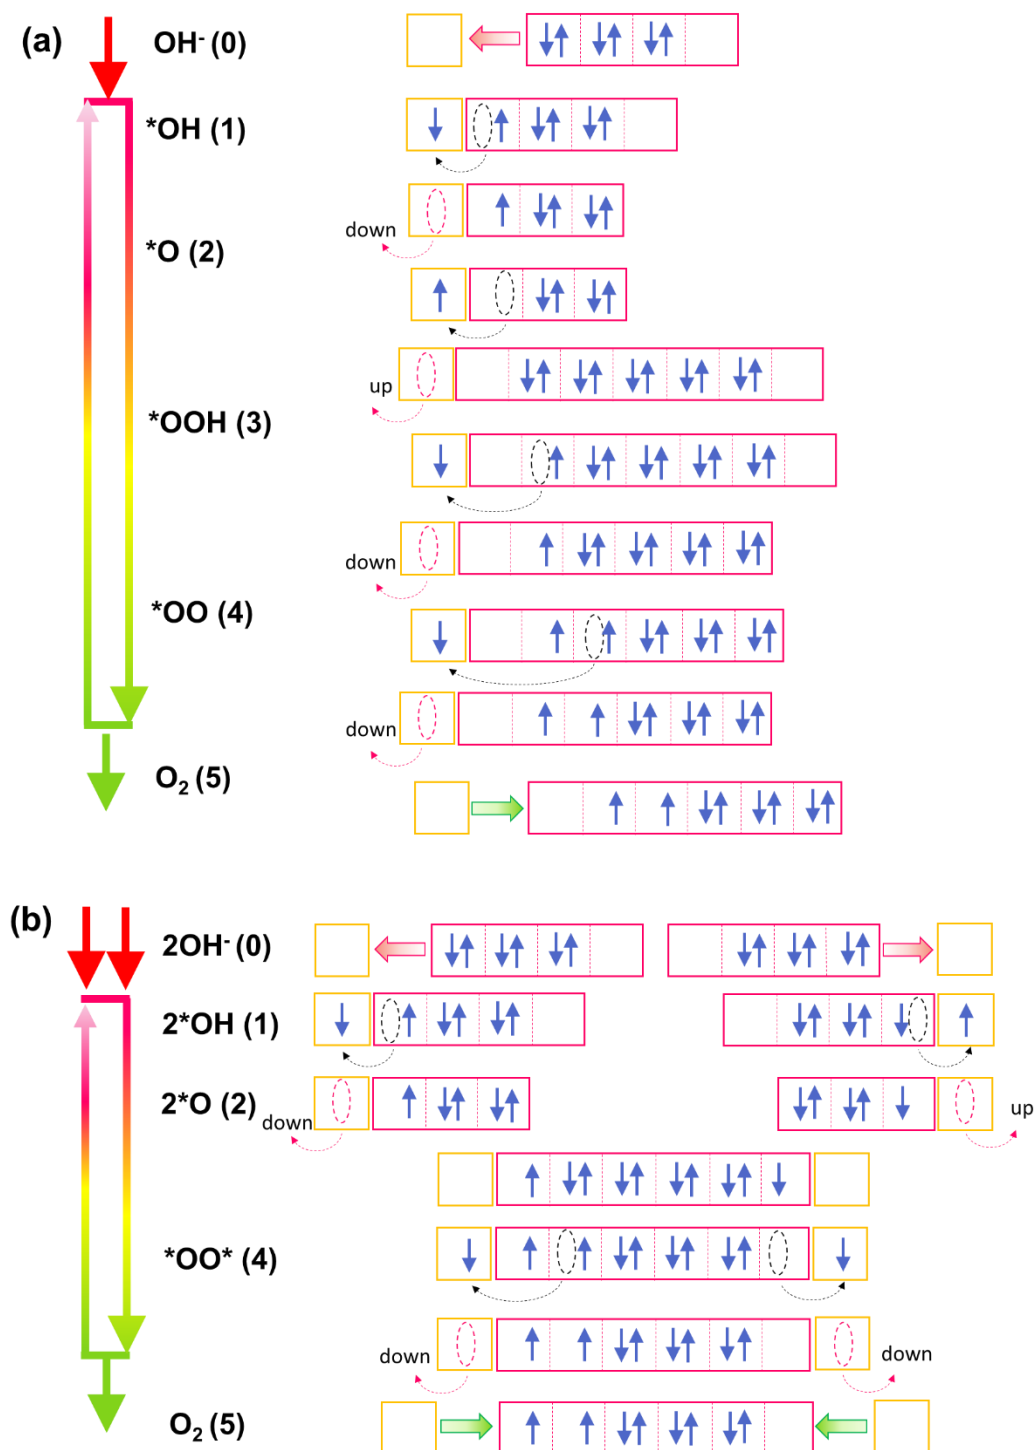 (a)
OH⁻ (0)
*OH (1)
down
*O (2)
up
*OOH (3)
down
*OO (4)
down
O₂ (5)
(b)
2OH⁻ (0)
2*OH (1)
2*O (2)
down
up
*OO* (4)
down
down
O₂ (5)